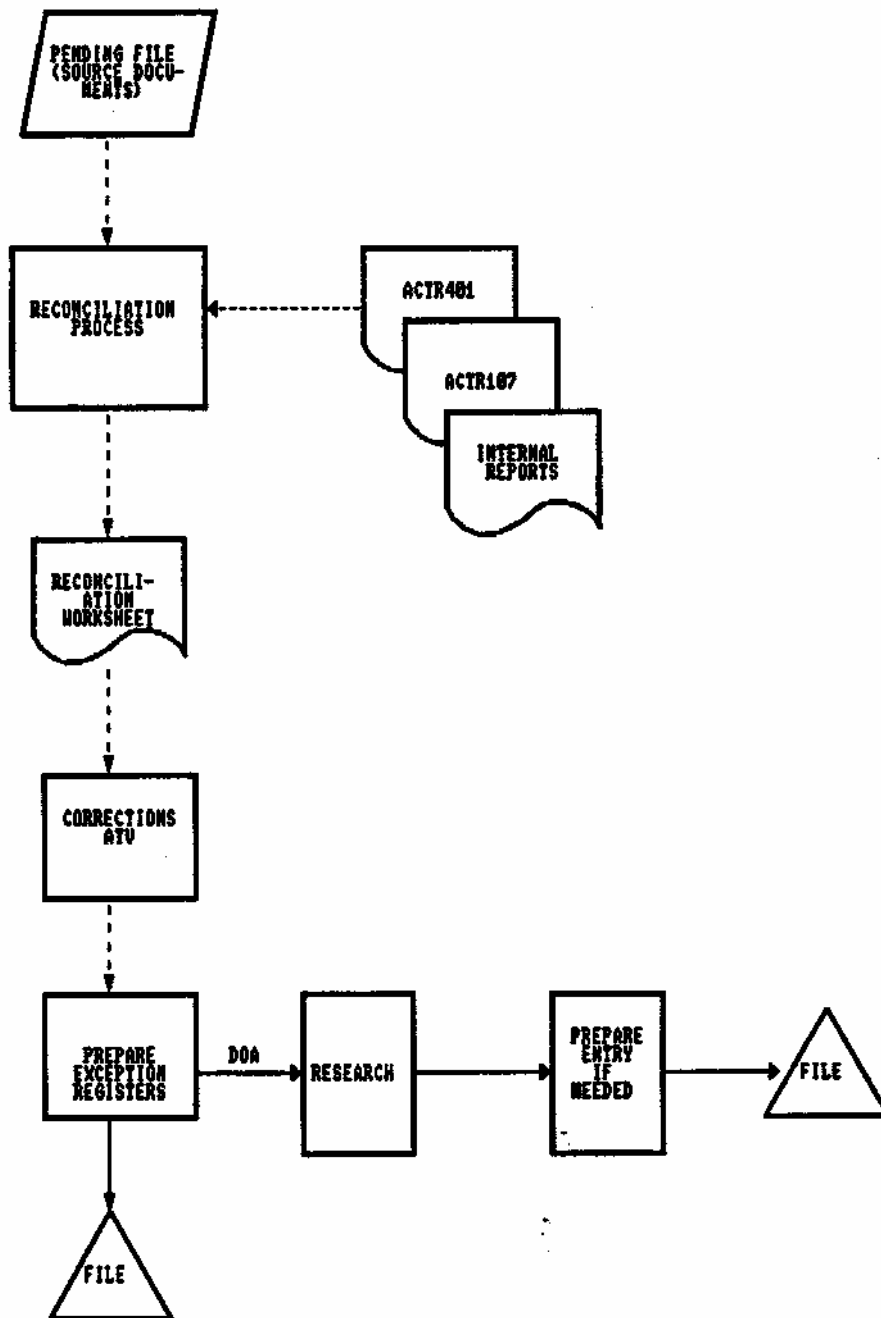 PENDING FILE
(SOURCE DOCU-
MENTS)
RECONCILIATION
PROCESS
ACTR401
ACTR107
INTERNAL
REPORTS
RECONCILI-
ATION
WORKSHEET
CORRECTIONS
ATV
PREPARE
EXCEPTION
REGISTERS
DOA
RESEARCH
PREPARE
ENTRY
IF
NEEDED
FILE
FILE